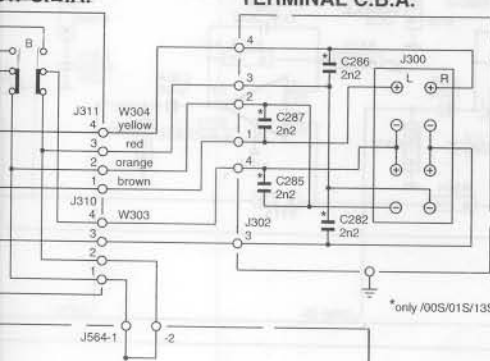 TERMINAL C.B.A.
B
4
C286
2n2
J300
L
R
3
J311
W304
4
yellow
2
3
red
C287
2n2
2
orange
1
1
brown
4
J310
C285
2n2
4
W303
J302
C282
2n2
3
3
2
1
*only /00S/01S/13S
J564-1
-2